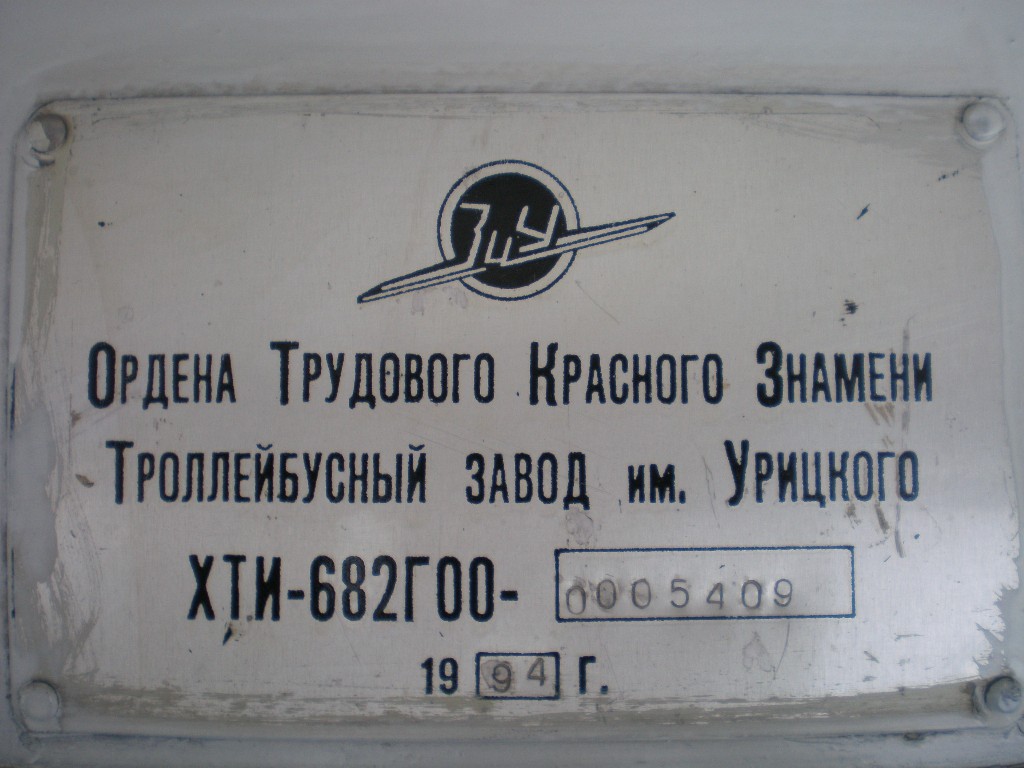 ЗиУ
Ордена Трудового Красного Знамени
Троллейбусный завод им. Урицкого
ХТИ-682Г00- 0005409
1994 г.